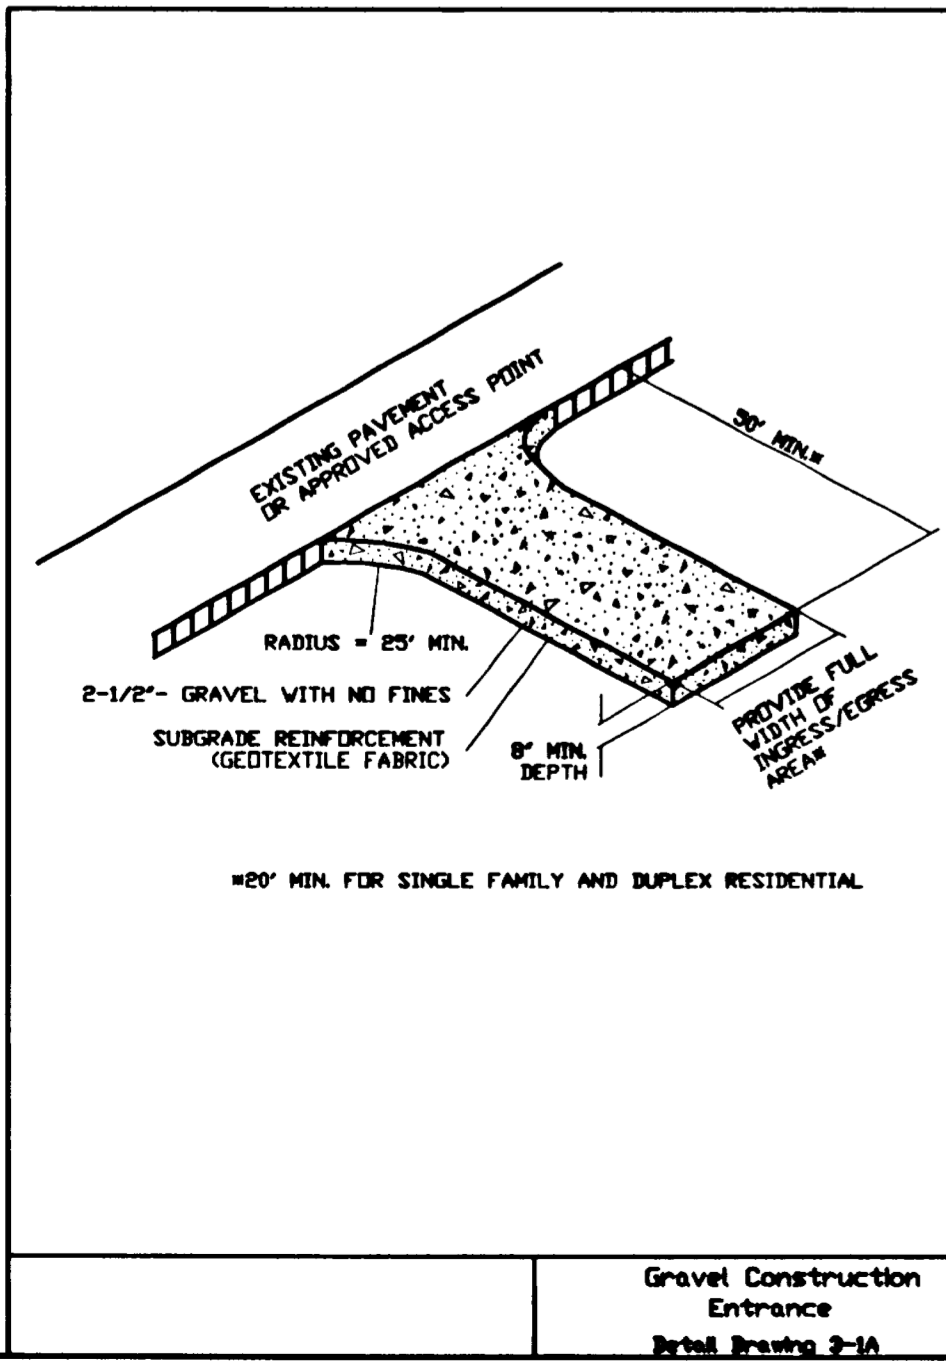 EXISTING PAVEMENT
OR APPROVED ACCESS POINT
50' MIN.*
RADIUS = 25' MIN.
2-1/2"- GRAVEL WITH NO FINES
SUBGRADE REINFORCEMENT
(GEOTEXTILE FABRIC)
8" MIN.
DEPTH
PROVIDE FULL
WIDTH OF
INGRESS/EGRESS
AREA*
*20' MIN. FOR SINGLE FAMILY AND DUPLEX RESIDENTIAL
Gravel Construction
Entrance
Detail Drawing 3-1A